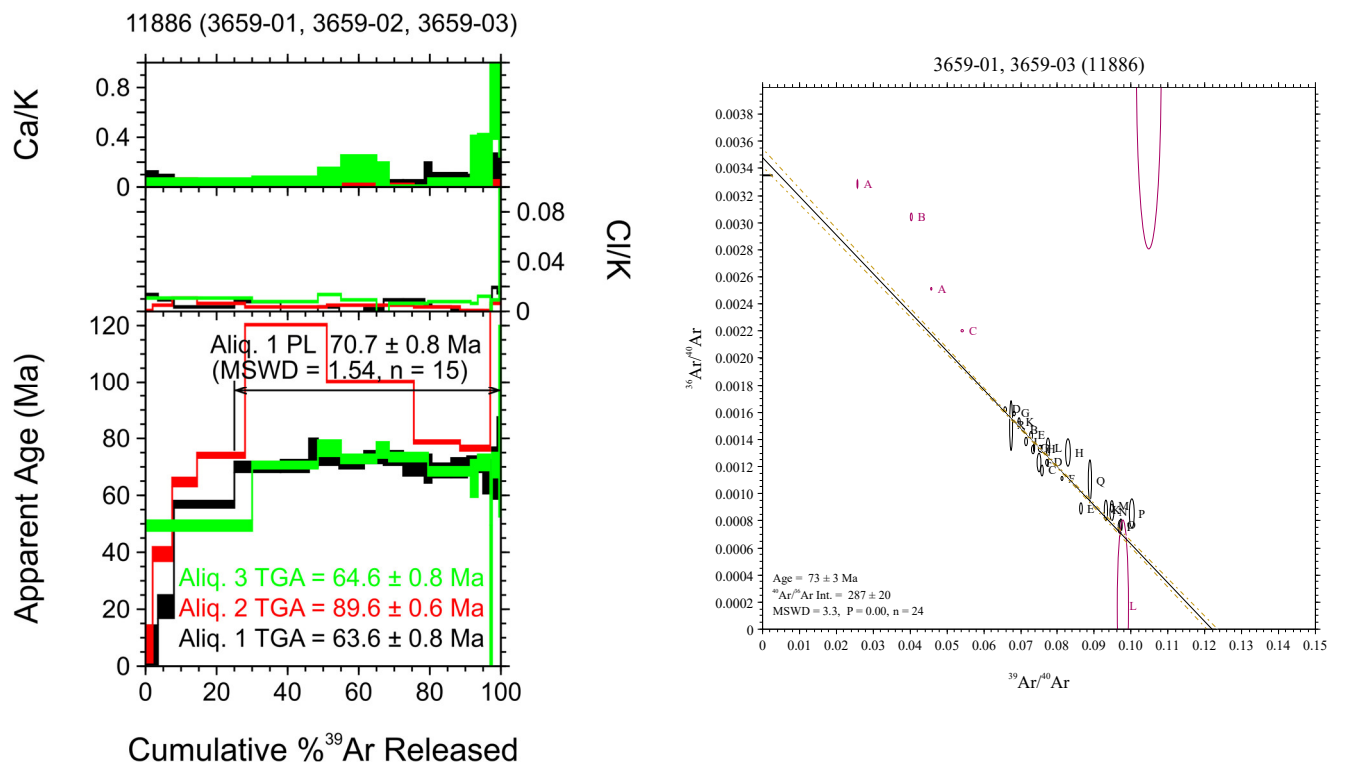 11886 (3659-01, 3659-02, 3659-03)
Ca/K
0.8
0.4
0
Cl/K
0.08
0.04
0
Apparent Age (Ma)
120
100
80
60
40
20
0
Aliq. 1 PL 70.7 ± 0.8 Ma
(MSWD = 1.54, n = 15)
Aliq. 3 TGA = 64.6 ± 0.8 Ma
Aliq. 2 TGA = 89.6 ± 0.6 Ma
Aliq. 1 TGA = 63.6 ± 0.8 Ma
0 20 40 60 80 100
Cumulative %³⁹Ar Released
3659-01, 3659-03 (11886)
³⁶Ar/⁴⁰Ar
0.0038
0.0036
0.0034
0.0032
0.0030
0.0028
0.0026
0.0024
0.0022
0.0020
0.0018
0.0016
0.0014
0.0012
0.0010
0.0008
0.0006
0.0004
0.0002
0
A
B
A
C
D
G
K
B
E
L
H
D
C
F
Q
E
M
N
P
L
Age = 73 ± 3 Ma
⁴⁰Ar/³⁶Ar Int. = 287 ± 20
MSWD = 3.3, P = 0.00, n = 24
0 0.01 0.02 0.03 0.04 0.05 0.06 0.07 0.08 0.09 0.10 0.11 0.12 0.13 0.14 0.15
³⁹Ar/⁴⁰Ar